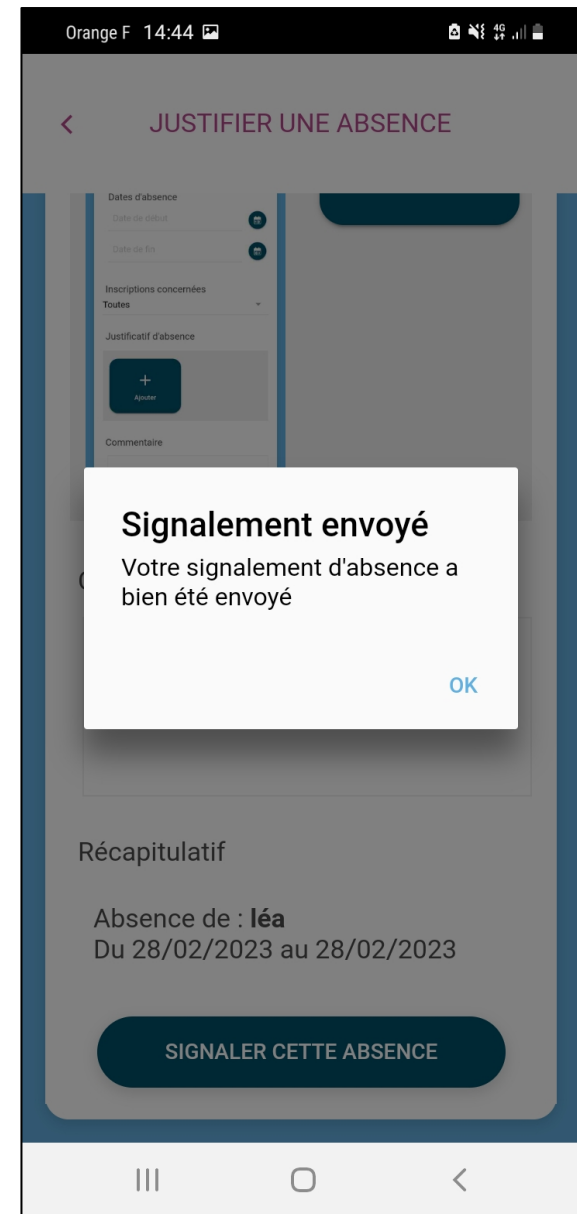 Orange F 14:44
4G
JUSTIFIER UNE ABSENCE
Dates d'absence
Date de début
Date de fin
Inscriptions concernées
Toutes
Justificatif d'absence
+
Ajouter
Commentaire
Signalement envoyé
Votre signalement d'absence a
bien été envoyé
OK
Récapitulatif
Absence de : léa
Du 28/02/2023 au 28/02/2023
SIGNALER CETTE ABSENCE